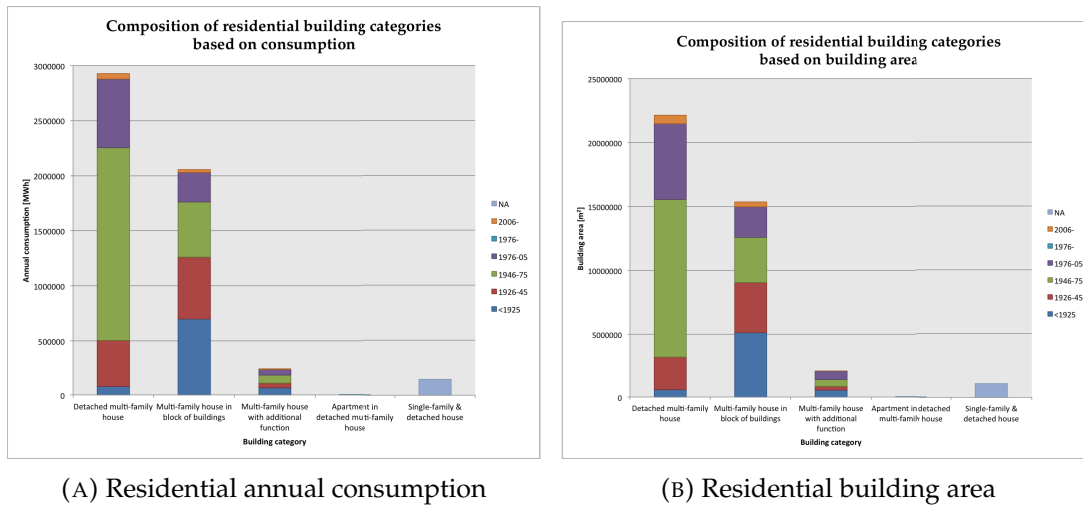 Composition of residential building categories
based on consumption
Annual consumption [MWh]
3000000
2500000
2000000
1500000
1000000
500000
0
Detached multi-family
house
Multi-family house in
block of buildings
Multi-family house
with additional
function
Apartment in
detached muti-family
house
Single-family &
detached house
Building category
NA
2006-
1976-
1976-05
1946-75
1926-45
<1925
(A) Residential annual consumption
Composition of residential building categories
based on building area
Building area [m²]
25000000
20000000
15000000
10000000
5000000
0
Detached multi-family
house
Multi-family house in
block of buildings
Multi-family house
with additional
function
Apartment in detached
multi-family house
Single-family &
detached house
Building category
NA
2006-
1976-
1976-05
1946-75
1926-45
<1925
(B) Residential building area